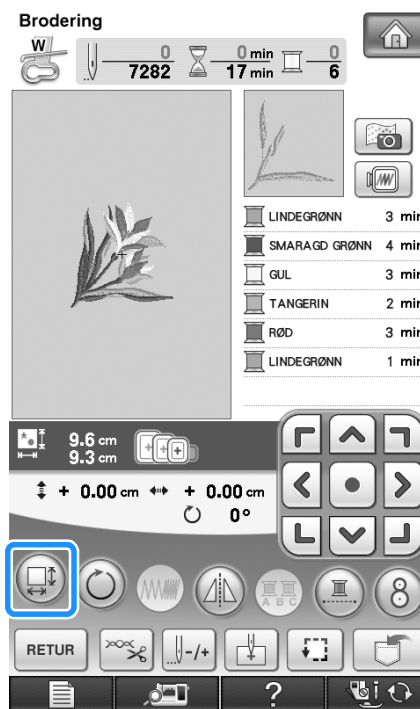 Brodering
W
0
7282
0 min
17 min
0
6
LINDEGRØNN 3 min
SMARAGD GRØNN 4 min
GUL 3 min
TANGERIN 2 min
RØD 3 min
LINDEGRØNN 1 min
9.6 cm
9.3 cm
+ 0.00 cm + 0.00 cm
0°
A B C
8
RETUR
-/+
?